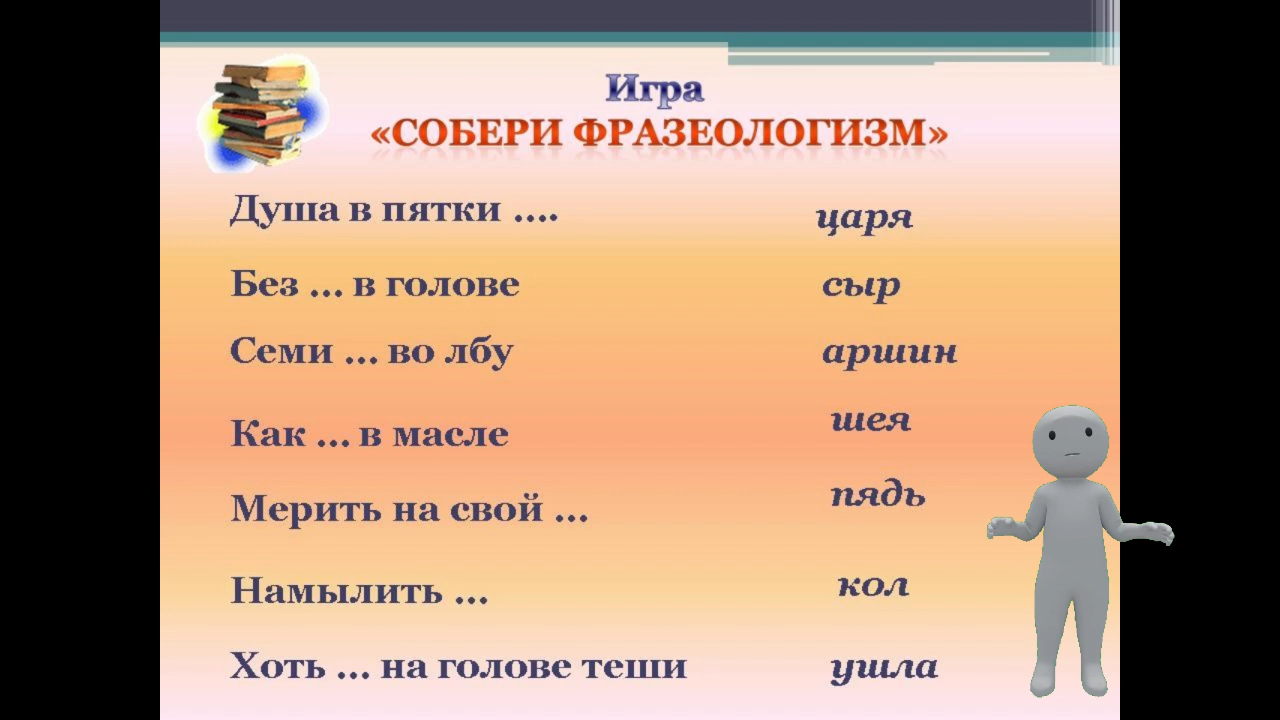 Игра
«СОБЕРИ ФРАЗЕОЛОГИЗМ»
Душа в пятки .... царя
Без ... в голове сыр
Семи ... во лбу аршин
Как ... в масле шея
Мерить на свой ... пядь
Намылить ... кол
Хоть ... на голове теши ушла